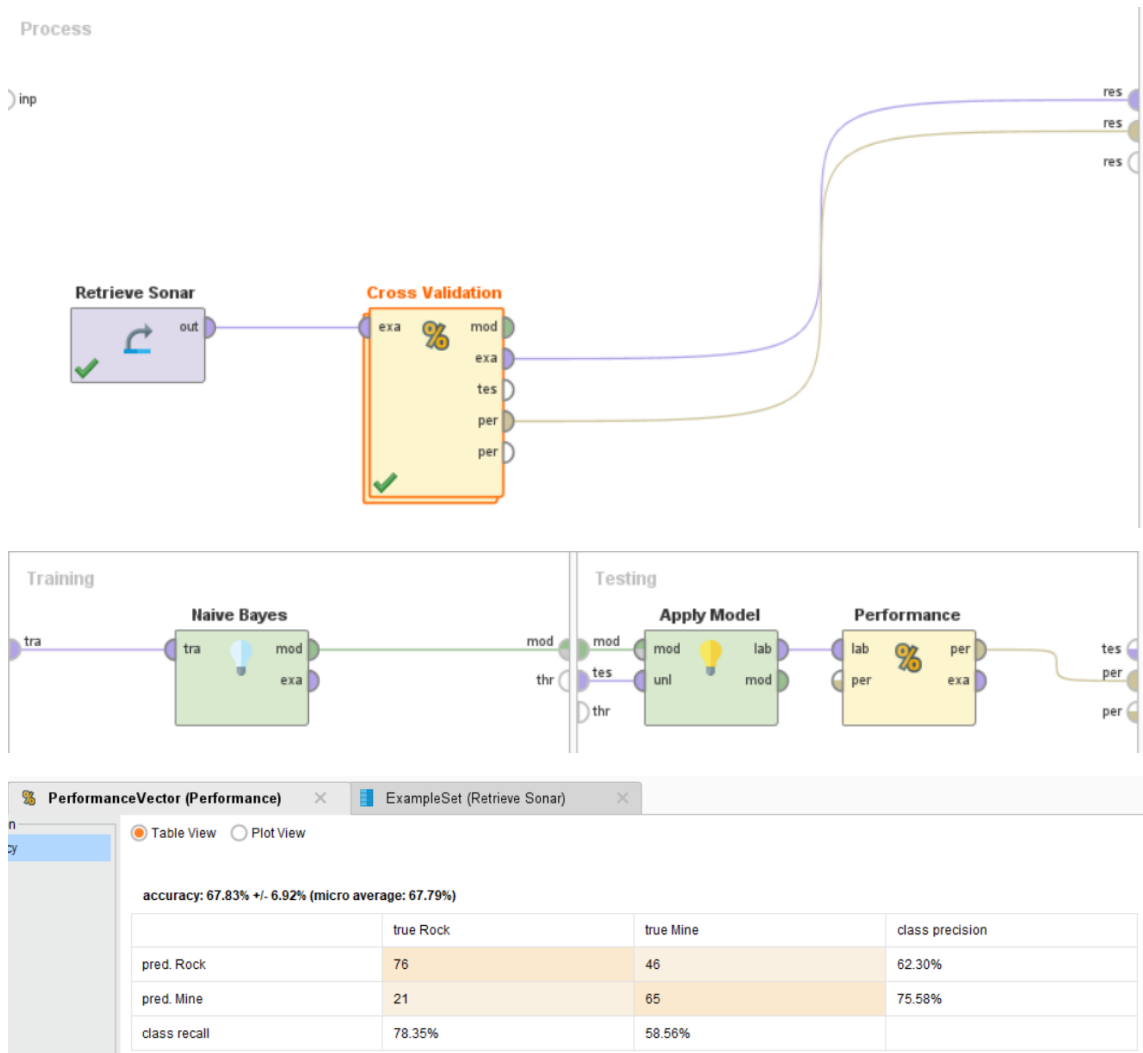 Process
inp
res
res
res
Retrieve Sonar
out
Cross Validation
exa mod
exa
tes
per
per
Training
Naive Bayes
tra
tra mod
exa
mod
thr
Testing
Apply Model
Performance
mod
tes
thr
mod lab
unl mod
lab per
per exa
tes
per
per
PerformanceVector (Performance) ExampleSet (Retrieve Sonar)
n
cy
Table View Plot View
accuracy: 67.83% +/- 6.92% (micro average: 67.79%)
true Rock true Mine class precision
pred. Rock 76 46 62.30%
pred. Mine 21 65 75.58%
class recall 78.35% 58.56%